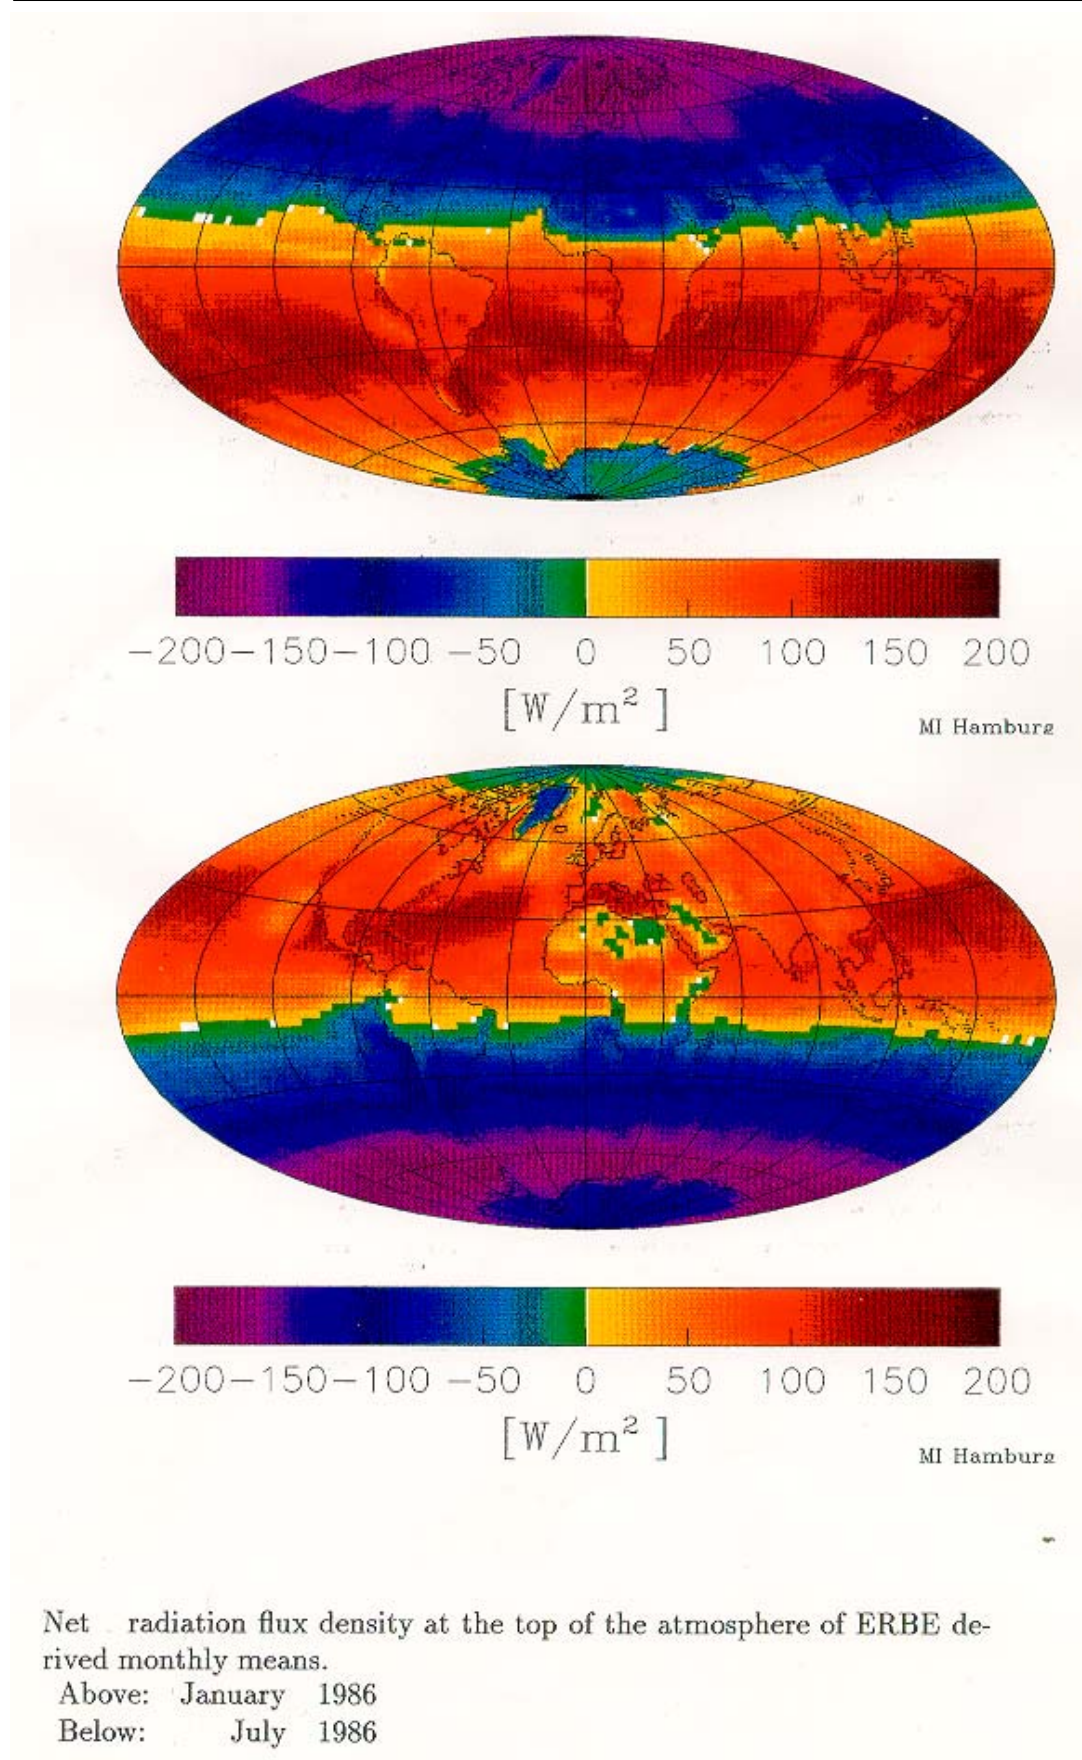 -200 -150 -100 -50 0 50 100 150 200
[W/m² ]
MI Hamburg
-200 -150 -100 -50 0 50 100 150 200
[W/m² ]
MI Hamburg
Net radiation flux density at the top of the atmosphere of ERBE de-
rived monthly means.
Above: January 1986
Below: July 1986